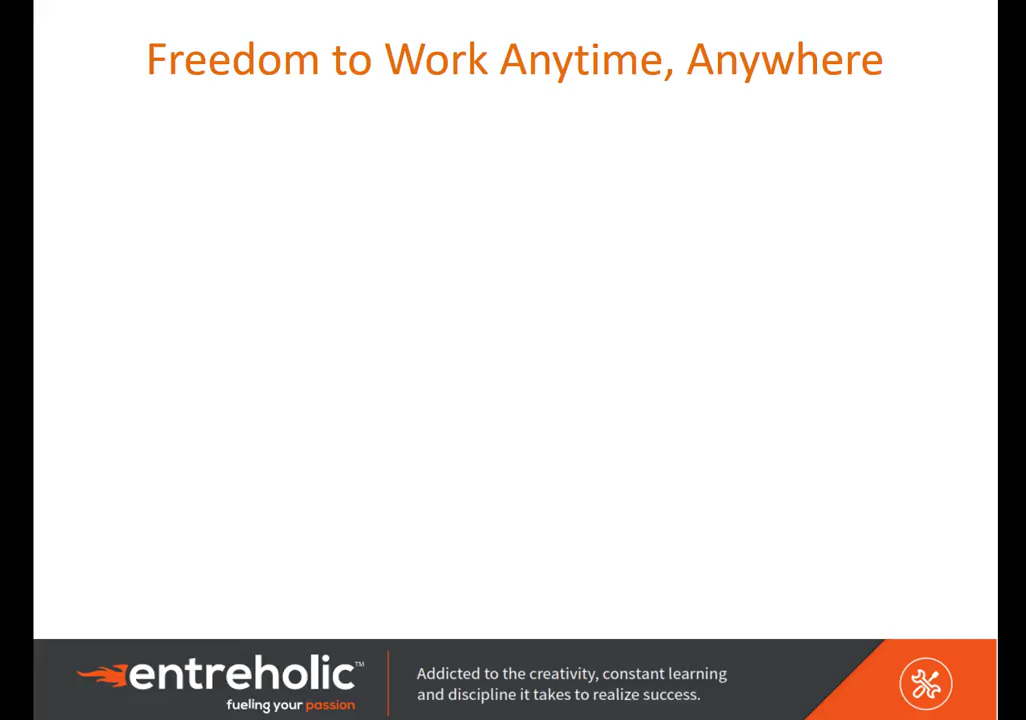 Freedom to Work Anytime, Anywhere
entreholic™
fueling your passion
Addicted to the creativity, constant learning
and discipline it takes to realize success.